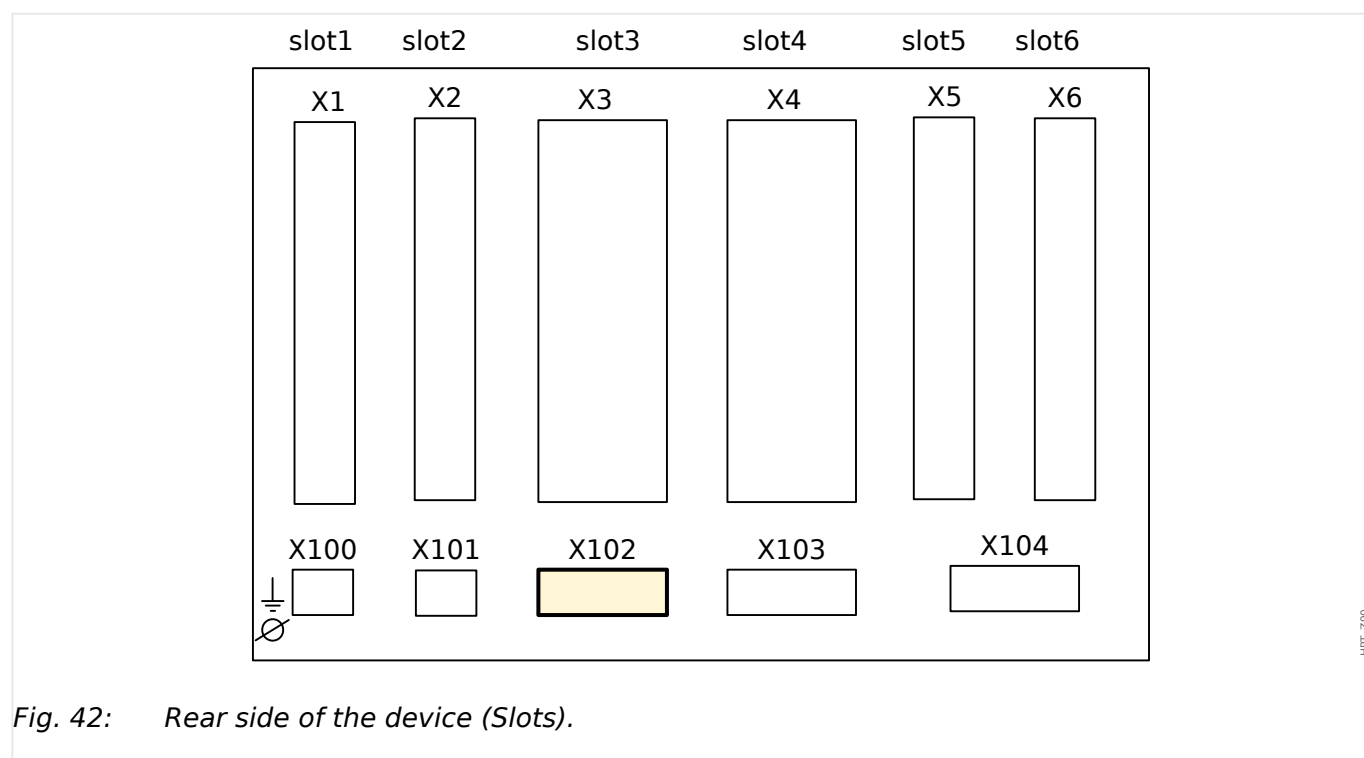 slot1 slot2 slot3 slot4 slot5 slot6
X1 X2 X3 X4 X5 X6
X100 X101 X102 X103 X104
Fig. 42: Rear side of the device (Slots).